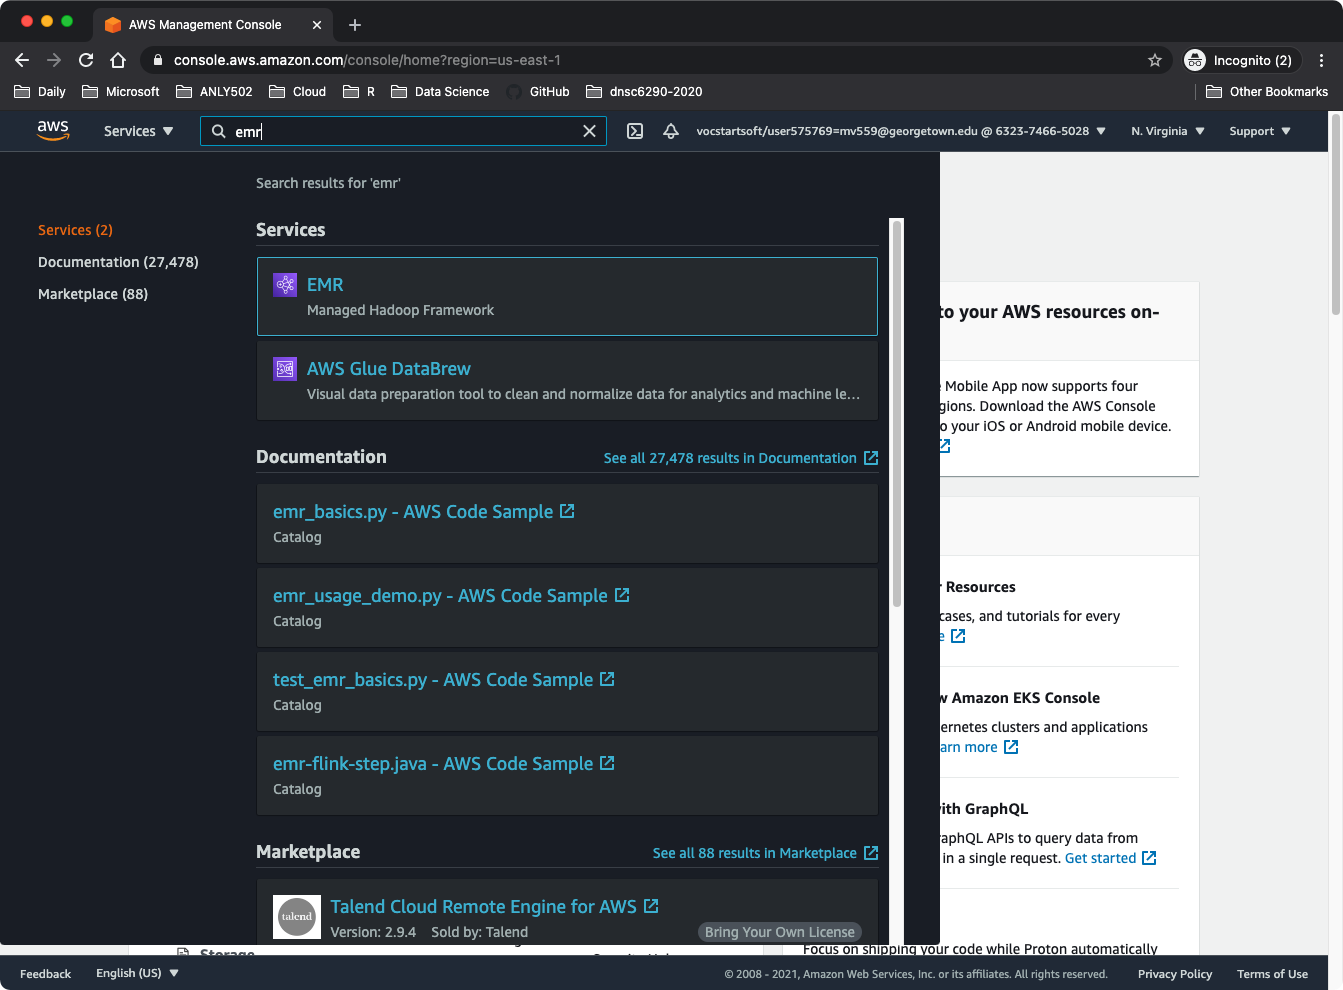 AWS Management Console
console.aws.amazon.com/console/home?region=us-east-1
Incognito (2)
Daily
Microsoft
ANLY502
Cloud
R
Data Science
GitHub
dnsc6290-2020
Other Bookmarks
aws
Services
emr
vocstartsoft/user575769=mv559@georgetown.edu @ 6323-7466-5028
N. Virginia
Support
Search results for 'emr'
Services (2)
Documentation (27,478)
Marketplace (88)
Services
EMR
Managed Hadoop Framework
AWS Glue DataBrew
Visual data preparation tool to clean and normalize data for analytics and machine le...
Documentation
See all 27,478 results in Documentation
emr_basics.py - AWS Code Sample
Catalog
emr_usage_demo.py - AWS Code Sample
Catalog
test_emr_basics.py - AWS Code Sample
Catalog
emr-flink-step.java - AWS Code Sample
Catalog
Marketplace
See all 88 results in Marketplace
talend
Talend Cloud Remote Engine for AWS
Version: 2.9.4 Sold by: Talend
Bring Your Own License
to your AWS resources on-
Mobile App now supports four
gions. Download the AWS Console
o your iOS or Android mobile device.
r Resources
cases, and tutorials for every
e
w Amazon EKS Console
ernetes clusters and applications
arn more
ith GraphQL
raphQL APIs to query data from
in a single request. Get started
Storage
Focus on shipping your code while Proton automatically
Feedback
English (US)
© 2008 - 2021, Amazon Web Services, Inc. or its affiliates. All rights reserved.
Privacy Policy
Terms of Use